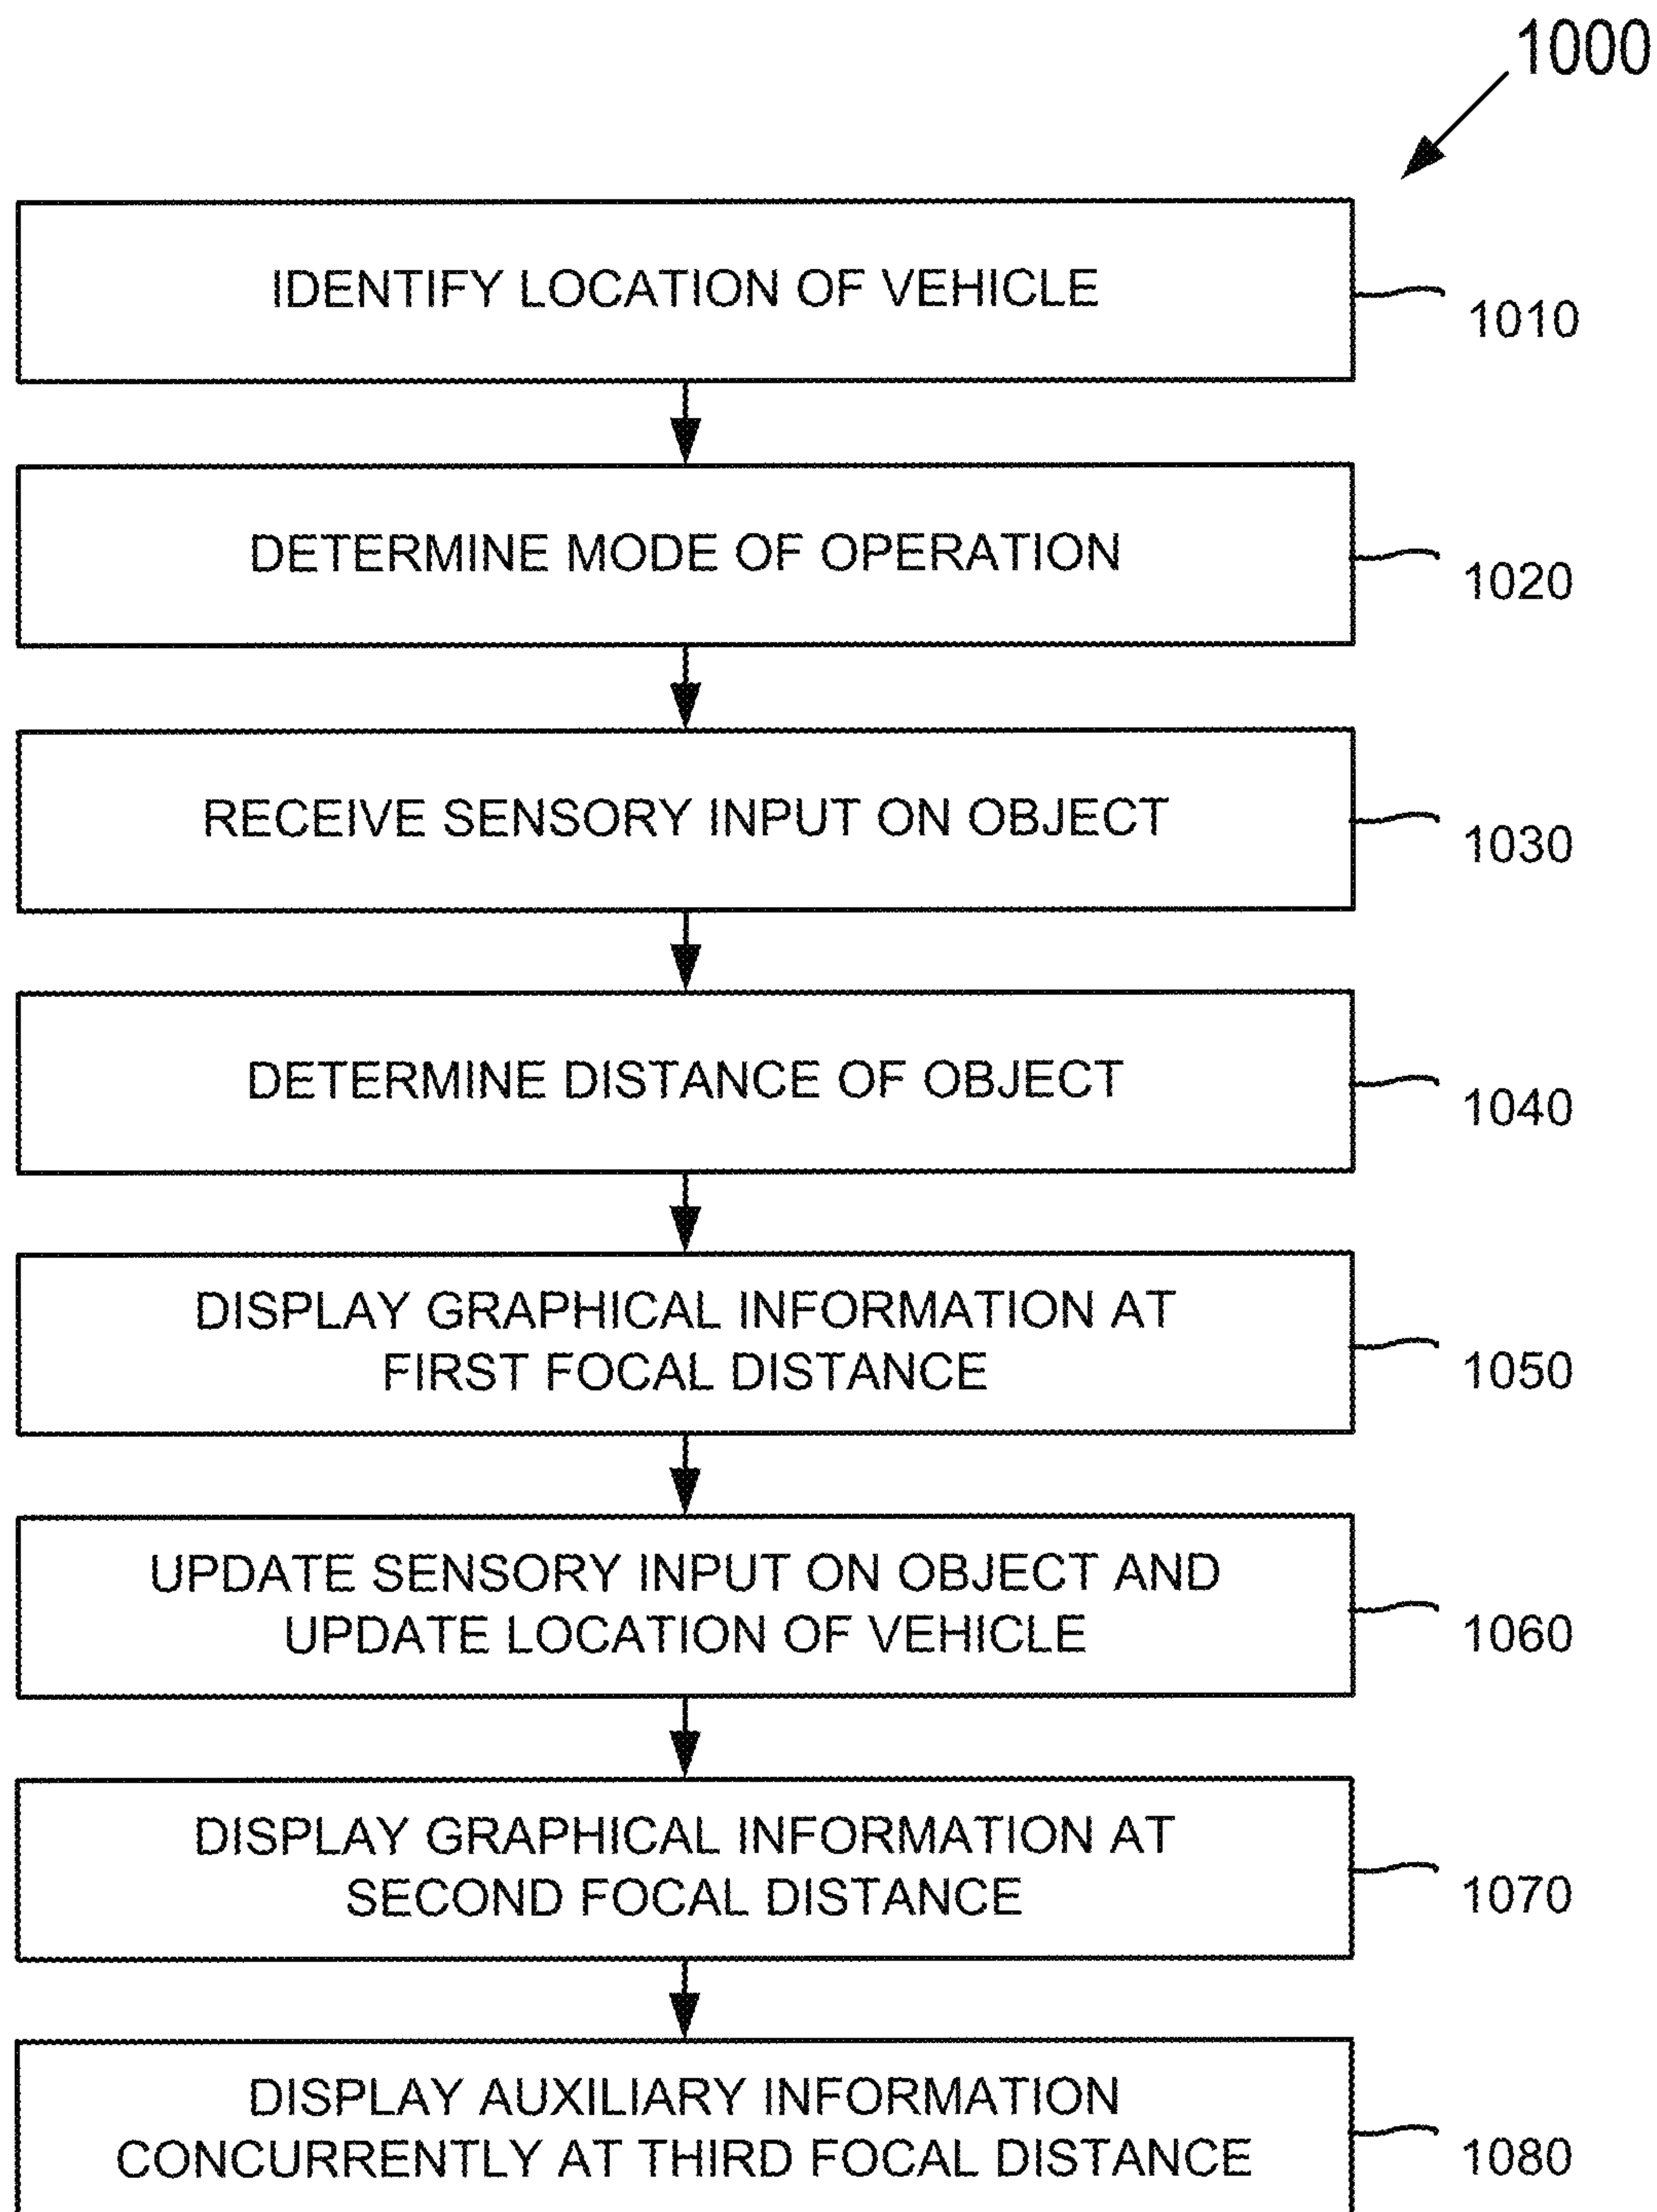 1000
IDENTIFY LOCATION OF VEHICLE
1010
DETERMINE MODE OF OPERATION
1020
RECEIVE SENSORY INPUT ON OBJECT
1030
DETERMINE DISTANCE OF OBJECT
1040
DISPLAY GRAPHICAL INFORMATION AT
FIRST FOCAL DISTANCE
1050
UPDATE SENSORY INPUT ON OBJECT AND
UPDATE LOCATION OF VEHICLE
1060
DISPLAY GRAPHICAL INFORMATION AT
SECOND FOCAL DISTANCE
1070
DISPLAY AUXILIARY INFORMATION
CONCURRENTLY AT THIRD FOCAL DISTANCE
1080